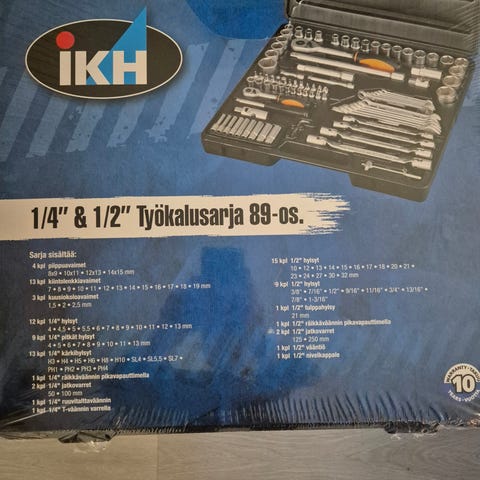 iKH
1/4" & 1/2" Työkalusarja 89-os.
Sarja sisältää:
4 kpl piippuavaimet
8x9 • 10x11 • 12x13 • 14x15 mm
13 kpl kiintolenkkiavaimet
7 • 8 • 9 • 10 • 11 • 12 • 13 • 14 • 15 • 16 • 17 • 18 • 19 mm
3 kpl kuusiokoloavaimet
1,5 • 2 • 2,5 mm
12 kpl 1/4" hylsyt
4 • 4,5 • 5 • 5,5 • 6 • 7 • 8 • 9 • 10 • 11 • 12 • 13 mm
9 kpl 1/4" pitkät hylsyt
4 • 5 • 6 • 7 • 8 • 9 • 10 • 11 • 12 mm
13 kpl 1/4" kärkihylsyt
H3 • H4 • H5 • H6 • H8 • H10 • SL4 • SL5,5 • SL7 •
PH1 • PH2 • PH3 • PH4
1 kpl 1/4" räikkäväännin pikavapauttimella
2 kpl 1/4" jatkovarret
50 • 100 mm
1 kpl 1/4" ruuvitalttaväännin
1 kpl 1/4" T-väännin varrella
15 kpl 1/2" hylsyt
10 • 12 • 13 • 14 • 15 • 16 • 17 • 18 • 19 • 20 • 21 •
23 • 24 • 27 • 30 • 32 mm
9 kpl 1/2" hylsyt
3/8" • 7/16" • 1/2" • 9/16" • 11/16" • 3/4" • 13/16" •
7/8" • 1-3/16"
1 kpl 1/2" tulppahylsy
21 mm
1 kpl 1/2" räikkäväännin pikavapauttimella
2 kpl 1/2" jatkovarret
125 • 250 mm
1 kpl 1/2" vääntiö
1 kpl 1/2" nivelkappale
WARRANTY-TAKUU
10
YEARS-VUOTTA